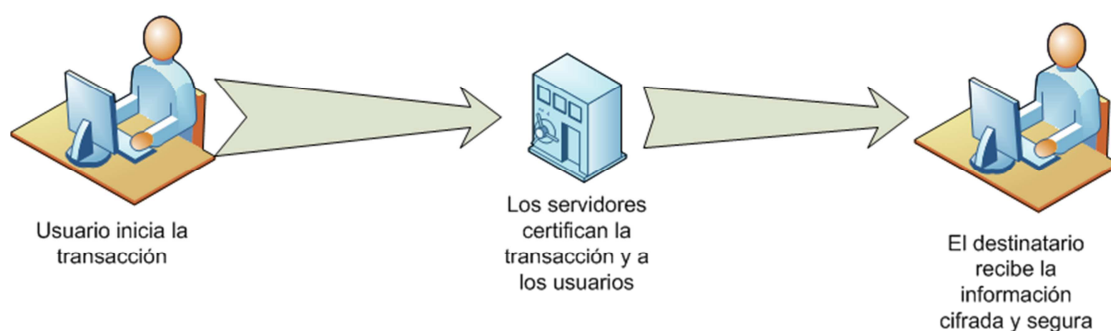 Usuario inicia la
transacción
Los servidores
certifican la
transacción y a
los usuarios
El destinatario
recibe la
información
cifrada y segura